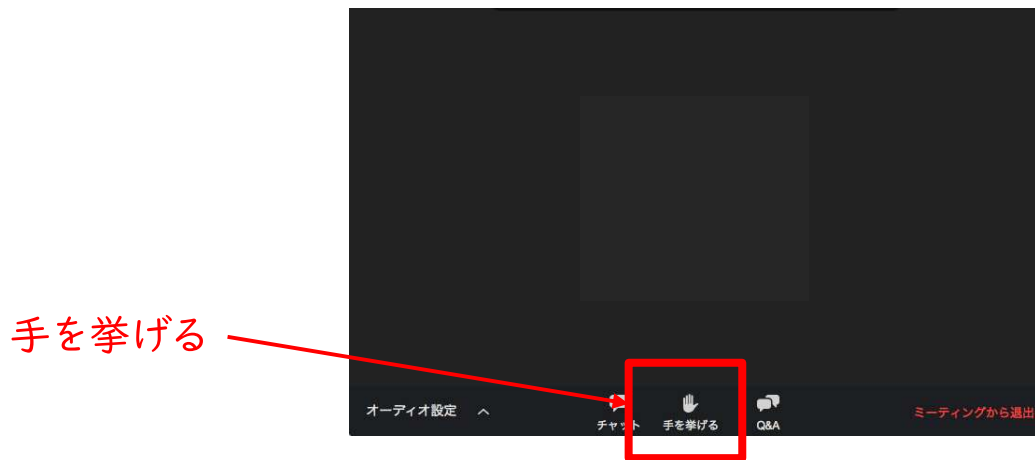 手を挙げる
オーディオ設定
チャット
手を挙げる
Q&A
ミーティングから退出